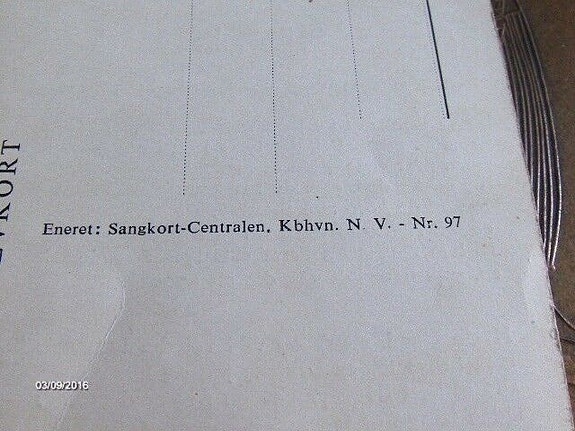 Eneret: Sangkort-Centralen, Kbhvn. N. V. - Nr. 97
03/09/2016